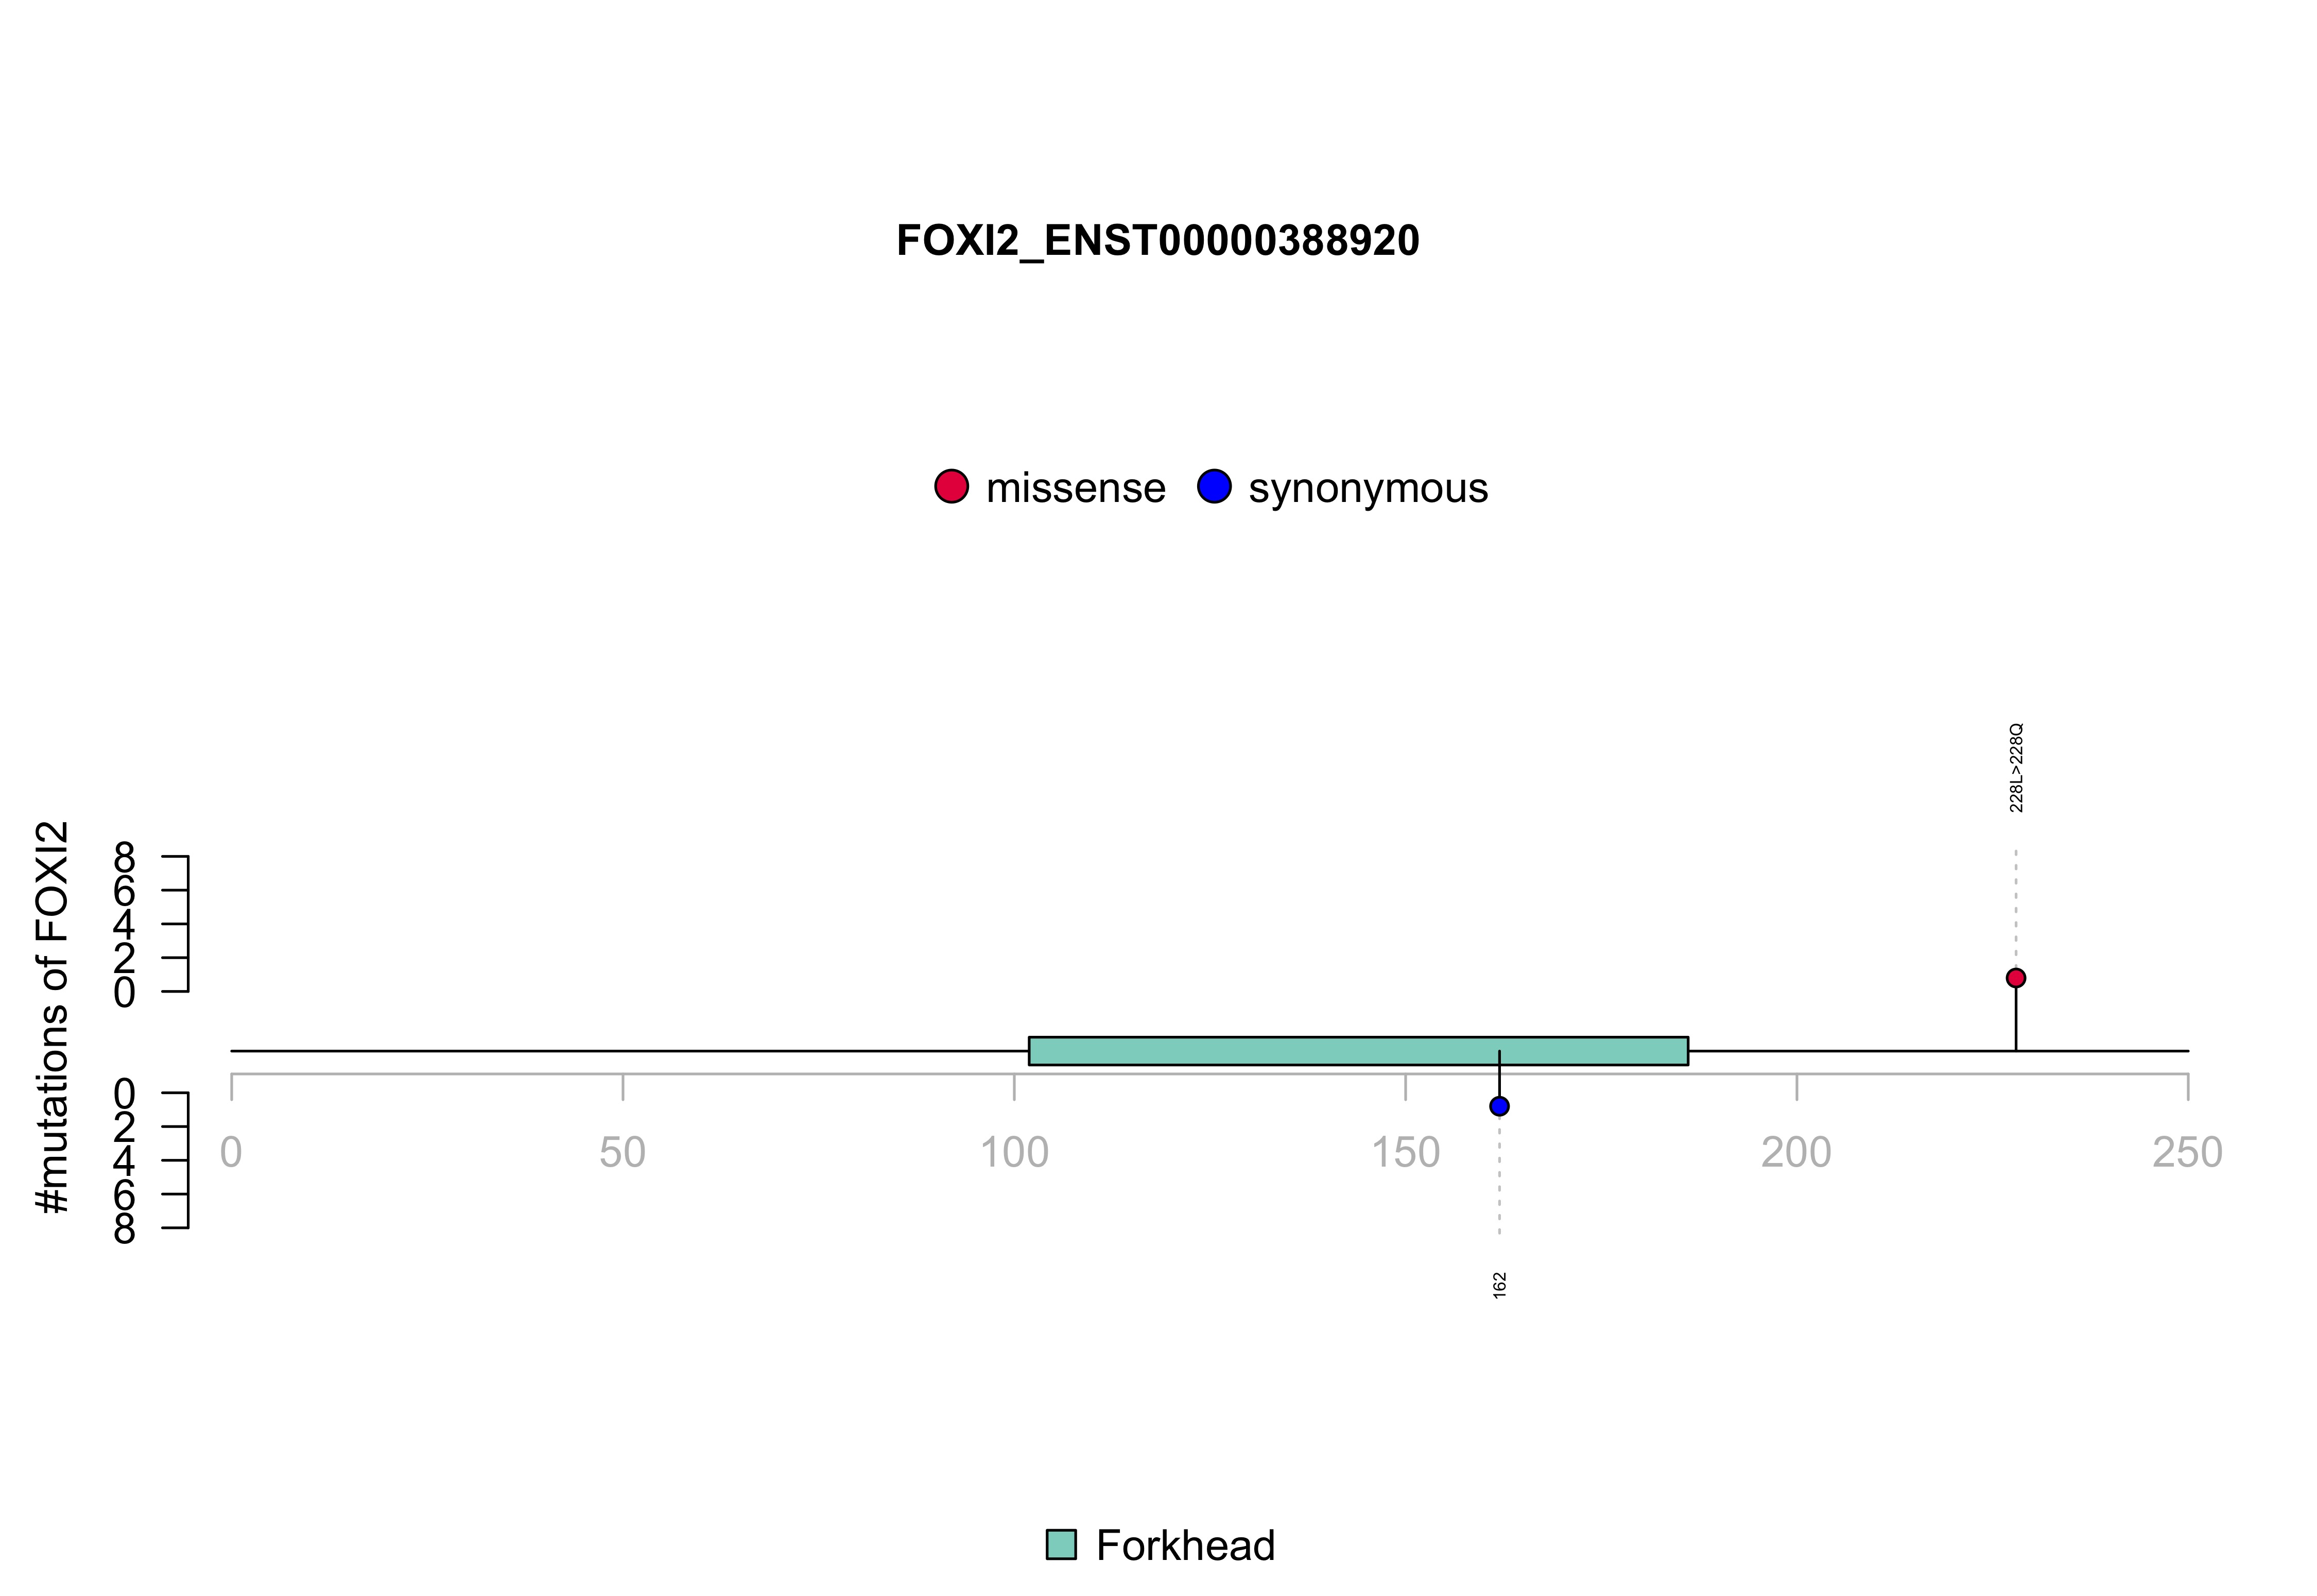 FOXI2_ENST00000388920
missense synonymous
228L>228Q
#mutations of FOXI2
8
6
4
2
0
0
2
4
6
8
0 50 100 150 200 250
162
Forkhead